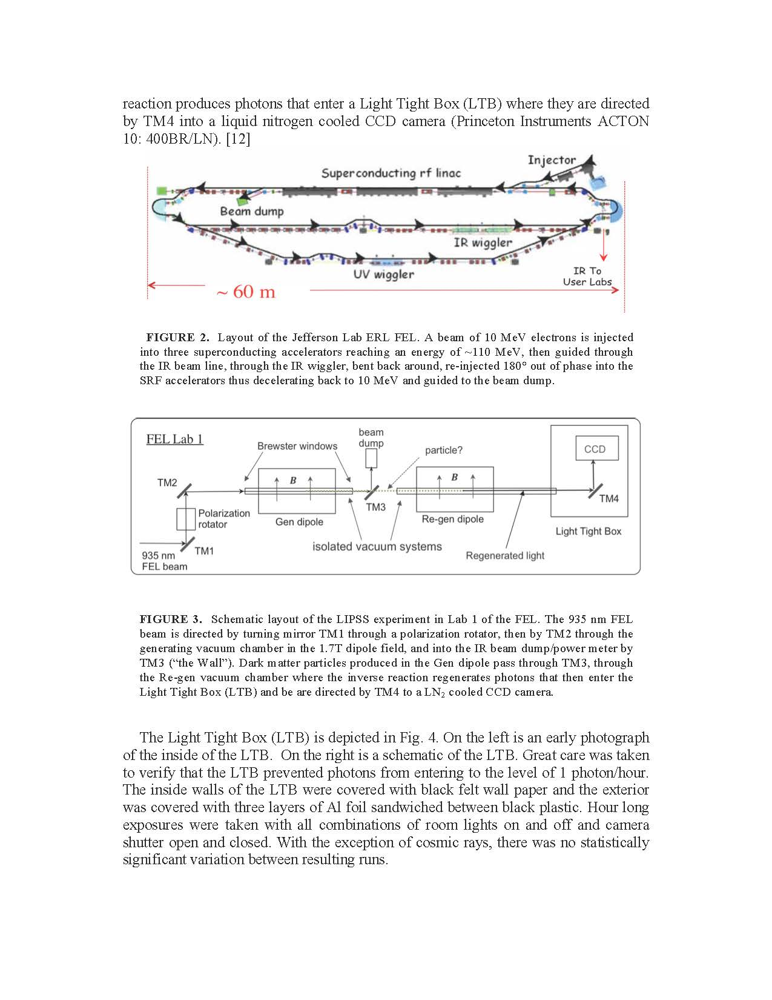 reaction produces photons that enter a Light Tight Box (LTB) where they are directed
by TM4 into a liquid nitrogen cooled CCD camera (Princeton Instruments ACTON
10: 400BR/LN). [12]
Injector
Superconducting rf linac
Beam dump
IR wiggler
UV wiggler
IR To
User Labs
~ 60 m
FIGURE 2. Layout of the Jefferson Lab ERL FEL. A beam of 10 MeV electrons is injected
into three superconducting accelerators reaching an energy of ~110 MeV, then guided through
the IR beam line, through the IR wiggler, bent back around, re-injected 180° out of phase into the
SRF accelerators thus decelerating back to 10 MeV and guided to the beam dump.
FEL Lab 1
Brewster windows
beam
dump
particle?
CCD
TM2
B
B
TM3
TM4
Polarization
rotator
Gen dipole
Re-gen dipole
Light Tight Box
TM1
isolated vacuum systems
Regenerated light
935 nm
FEL beam
FIGURE 3. Schematic layout of the LIPSS experiment in Lab 1 of the FEL. The 935 nm FEL
beam is directed by turning mirror TM1 through a polarization rotator, then by TM2 through the
generating vacuum chamber in the 1.7T dipole field, and into the IR beam dump/power meter by
TM3 (“the Wall”). Dark matter particles produced in the Gen dipole pass through TM3, through
the Re-gen vacuum chamber where the inverse reaction regenerates photons that then enter the
Light Tight Box (LTB) and be are directed by TM4 to a LN₂ cooled CCD camera.
The Light Tight Box (LTB) is depicted in Fig. 4. On the left is an early photograph
of the inside of the LTB. On the right is a schematic of the LTB. Great care was taken
to verify that the LTB prevented photons from entering to the level of 1 photon/hour.
The inside walls of the LTB were covered with black felt wall paper and the exterior
was covered with three layers of Al foil sandwiched between black plastic. Hour long
exposures were taken with all combinations of room lights on and off and camera
shutter open and closed. With the exception of cosmic rays, there was no statistically
significant variation between resulting runs.